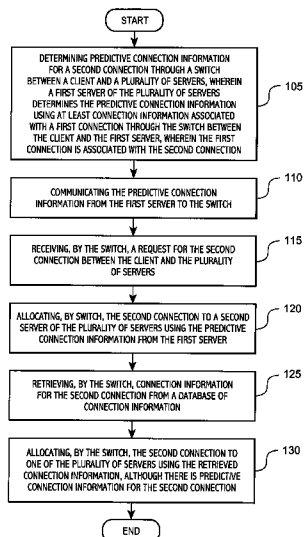 START
DETERMINING PREDICTIVE CONNECTION INFORMATION
FOR A SECOND CONNECTION THROUGH A SWITCH
BETWEEN A CLIENT AND A PLURALITY OF SERVERS, WHEREIN
A FIRST SERVER OF THE PLURALITY OF SERVERS
DETERMINES THE PREDICTIVE CONNECTION INFORMATION
USING AT LEAST CONNECTION INFORMATION ASSOCIATED
WITH A FIRST CONNECTION THROUGH THE SWITCH BETWEEN
THE CLIENT AND THE FIRST SERVER, WHEREIN THE FIRST
CONNECTION IS ASSOCIATED WITH THE SECOND CONNECTION
105
COMMUNICATING THE PREDICTIVE CONNECTION
INFORMATION FROM THE FIRST SERVER TO THE SWITCH
110
RECEIVING, BY THE SWITCH, A REQUEST FOR THE SECOND
CONNECTION BETWEEN THE CLIENT AND THE PLURALITY
OF SERVERS
115
ALLOCATING, BY SWITCH, THE SECOND CONNECTION TO A SECOND
SERVER OF THE PLURALITY OF SERVERS USING THE PREDICTIVE
CONNECTION INFORMATION FROM THE FIRST SERVER
120
RETRIEVING, BY THE SWITCH, CONNECTION INFORMATION
FOR THE SECOND CONNECTION FROM A DATABASE OF
CONNECTION INFORMATION
125
ALLOCATING, BY THE SWITCH, THE SECOND CONNECTION TO
ONE OF THE PLURALITY OF SERVERS USING THE RETRIEVED
CONNECTION INFORMATION, ALTHOUGH THERE IS PREDICTIVE
CONNECTION INFORMATION FOR THE SECOND CONNECTION
130
END